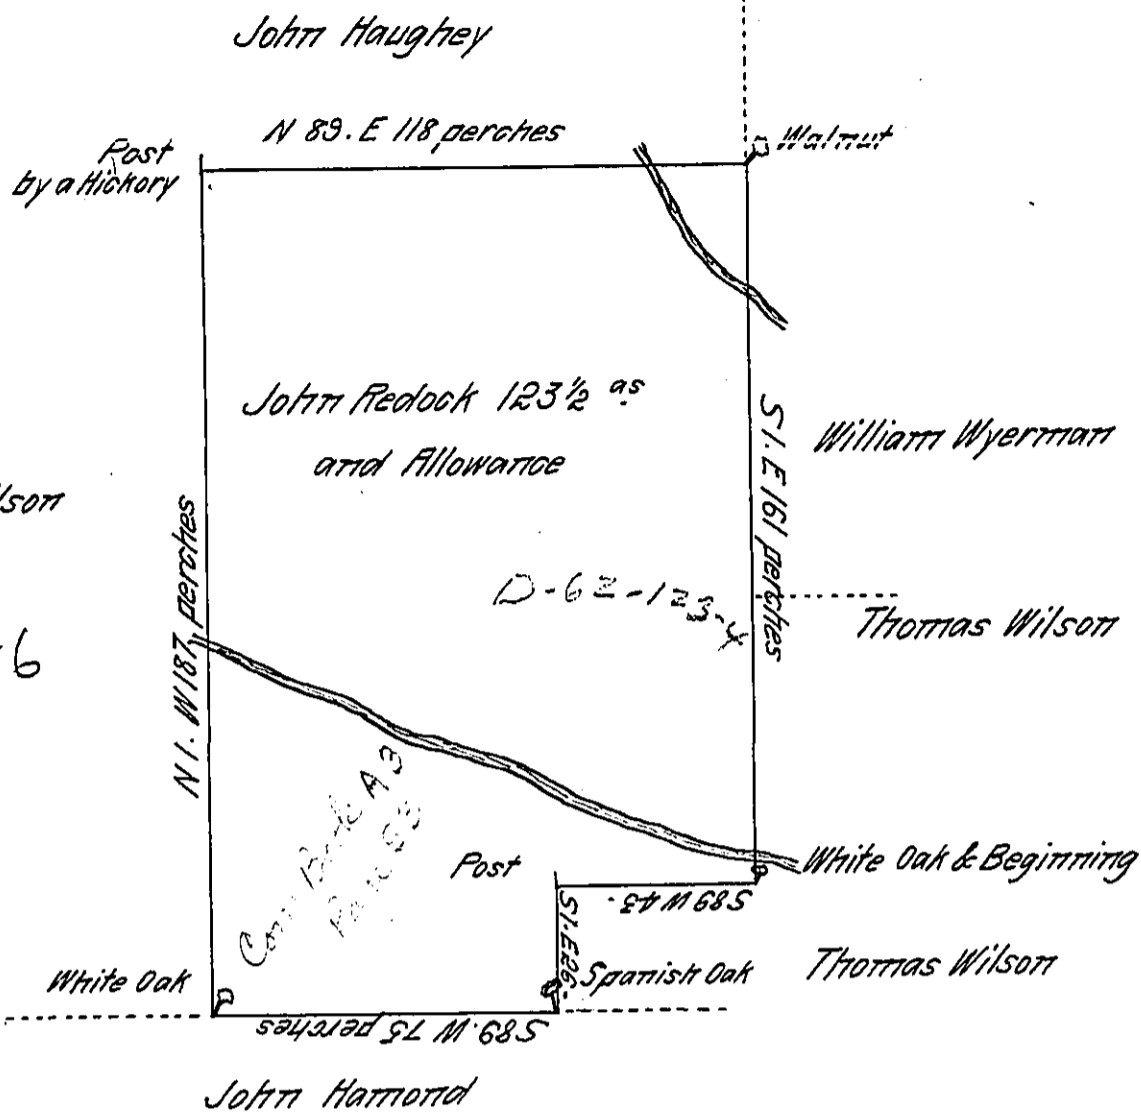 John Haughey
N 89. E 118 perches
Walnut
Post
by a Hickory
John Redock 123½ as
and Allowance
S 1. E 161 perches
William Wyerman
lson
N 1. W 187 perches
D-62-123-4
Thomas Wilson
6
Post
White Oak & Beginning
S 89 W 43.
S 1. E 26.
Spanish Oak
Thomas Wilson
White Oak
S 89. W 75 perches
John Hamond